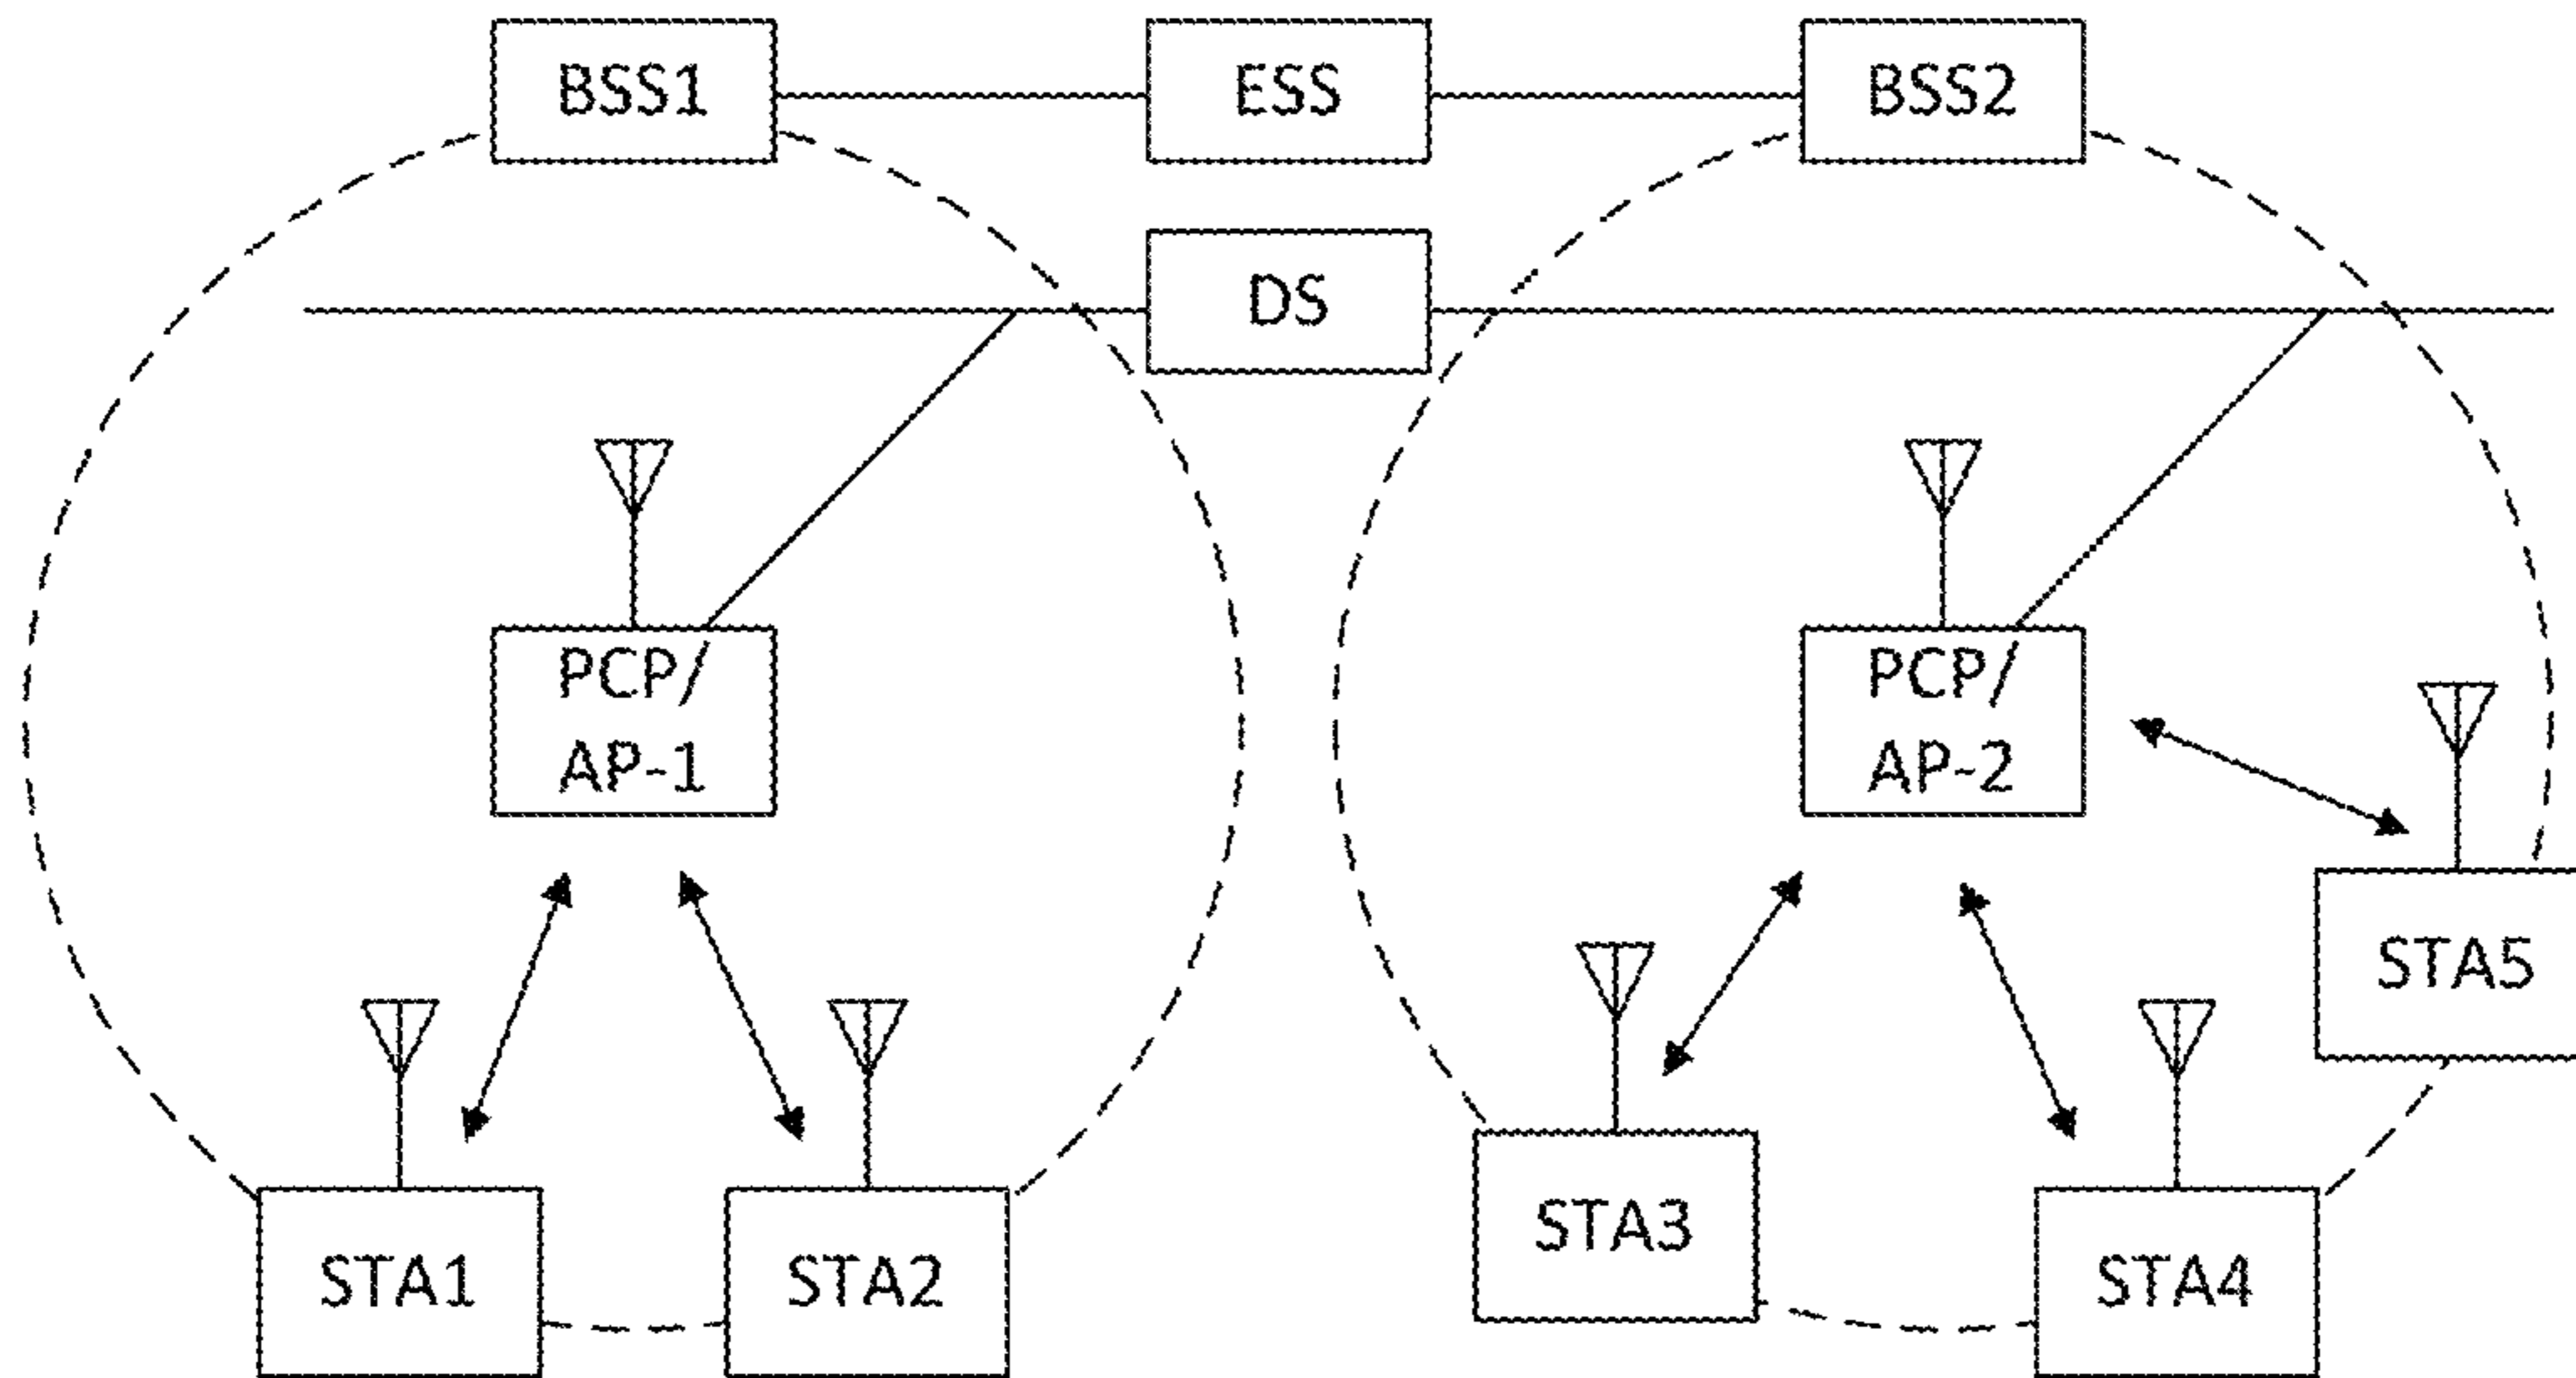 BSS1
ESS
BSS2
DS
PCP/
AP-1
PCP/
AP-2
STA5
STA3
STA1
STA2
STA4